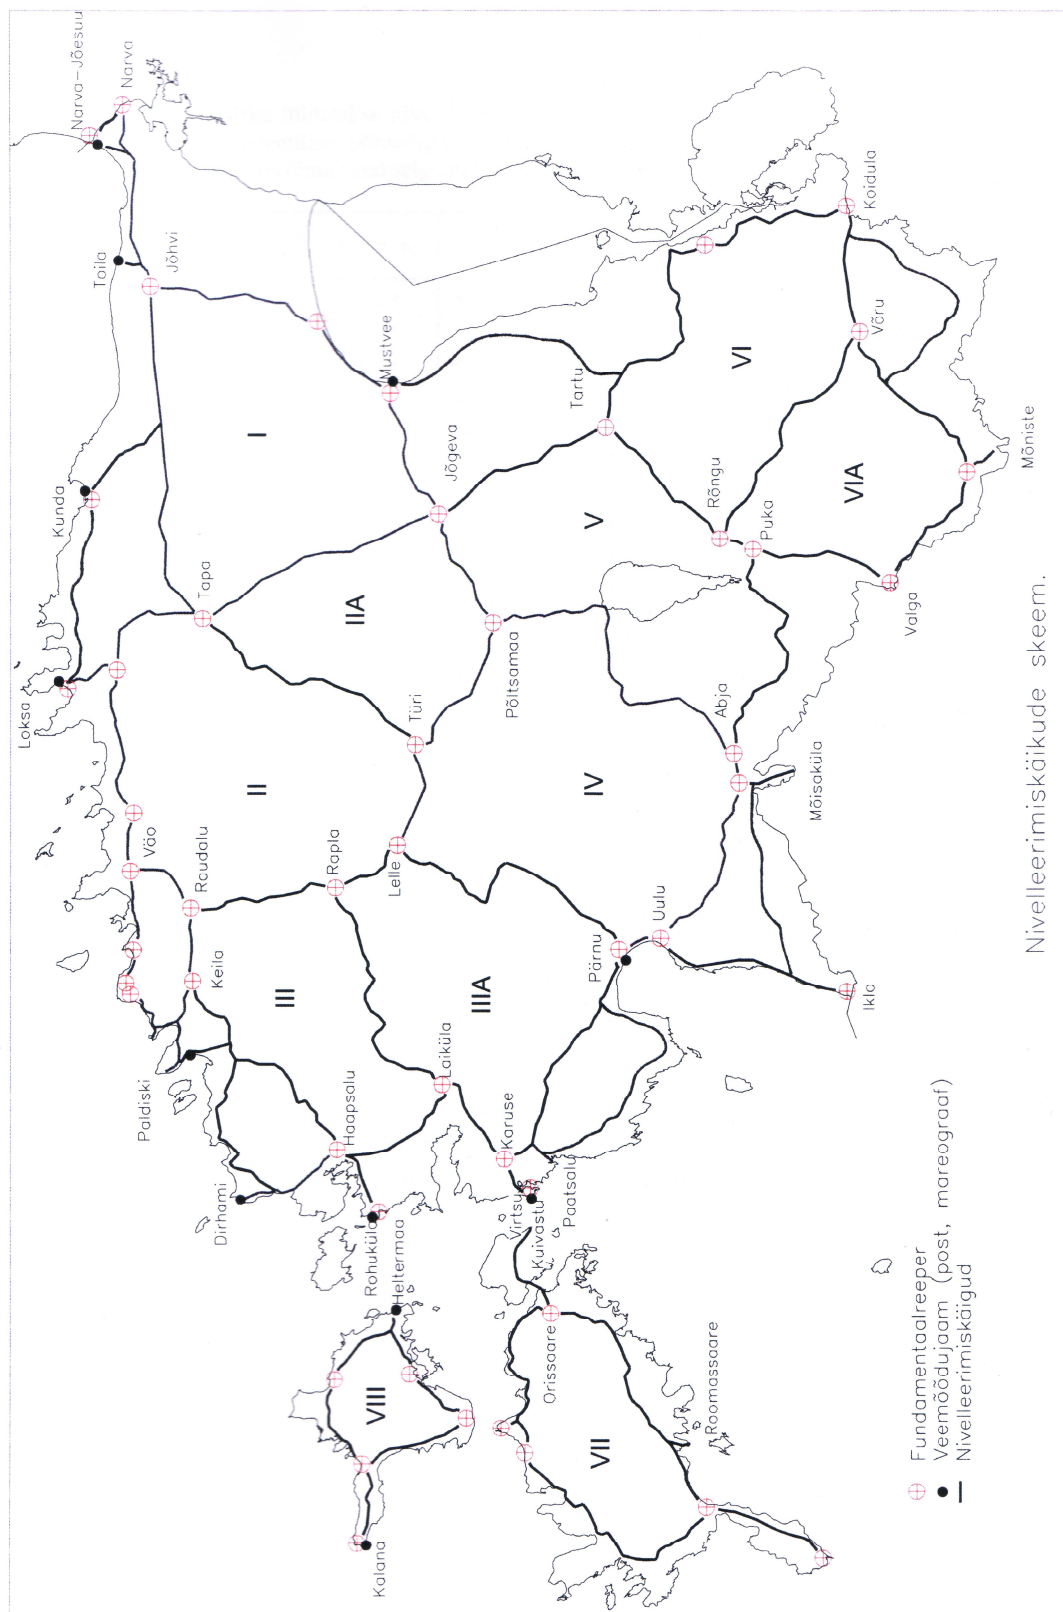 Narva-Jõesuu
Narva
Toila
Jõhvi
Kunda
Mustvee
I
Loksa
Tapa
Jõgeva
Tartu
VI
Koidula
Võru
IIA
V
Rõngu
Puka
VIA
Mõniste
Valga
Väo
II
Türi
Põltsamaa
Abja
Raudalu
Rapla
Lelle
IV
Mõisaküla
Keila
III
IIIA
Pärnu
Uulu
Ikla
Paldiski
Haapsalu
Laiküla
Karuse
Dirhami
Rohuküla
Heltermaa
Virtsu
Kuivastu
Paatsalu
VIII
Orissaare
VII
Roomassaare
Kalana
Fundamentaalreeper
Veemõõdujaam (post, mareograaf)
Nivelleerimiskäigud
Nivelleerimiskäikude skeem.